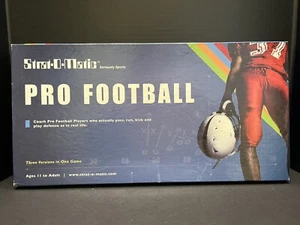 Strat-O-Matic Seriously Sports
PRO FOOTBALL
Coach Pro Football Players who actually pass, run, kick and
play defense as in real life.
Three Versions in One Game
Ages 11 to Adult | www.strat-o-matic.com